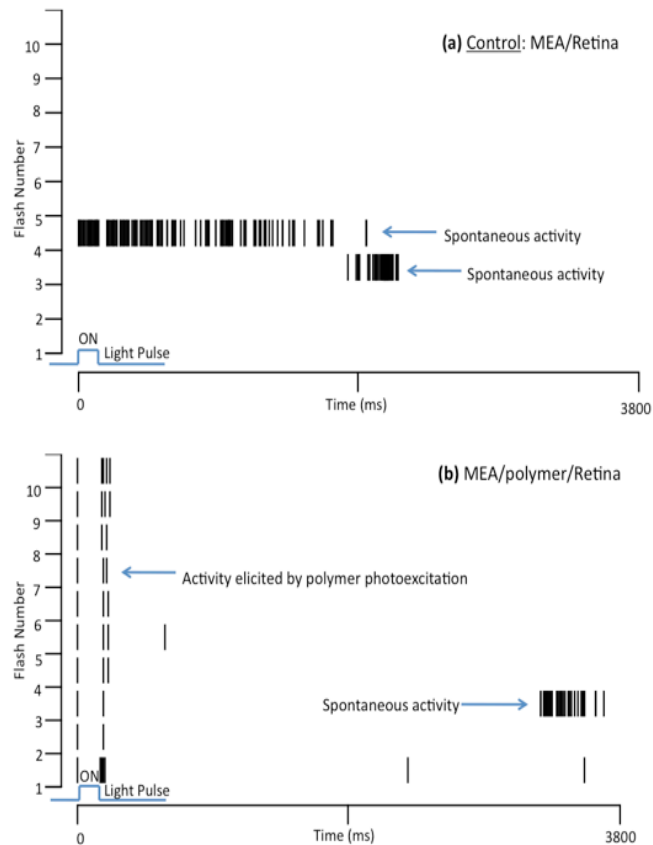 (a) Control: MEA/Retina
Flash Number
10
9
8
7
6
5
4
3
2
1
Spontaneous activity
Spontaneous activity
ON
Light Pulse
0
Time (ms)
3800
(b) MEA/polymer/Retina
Flash Number
10
9
8
7
6
5
4
3
2
1
Activity elicited by polymer photoexcitation
Spontaneous activity
ON
Light Pulse
0
Time (ms)
3800